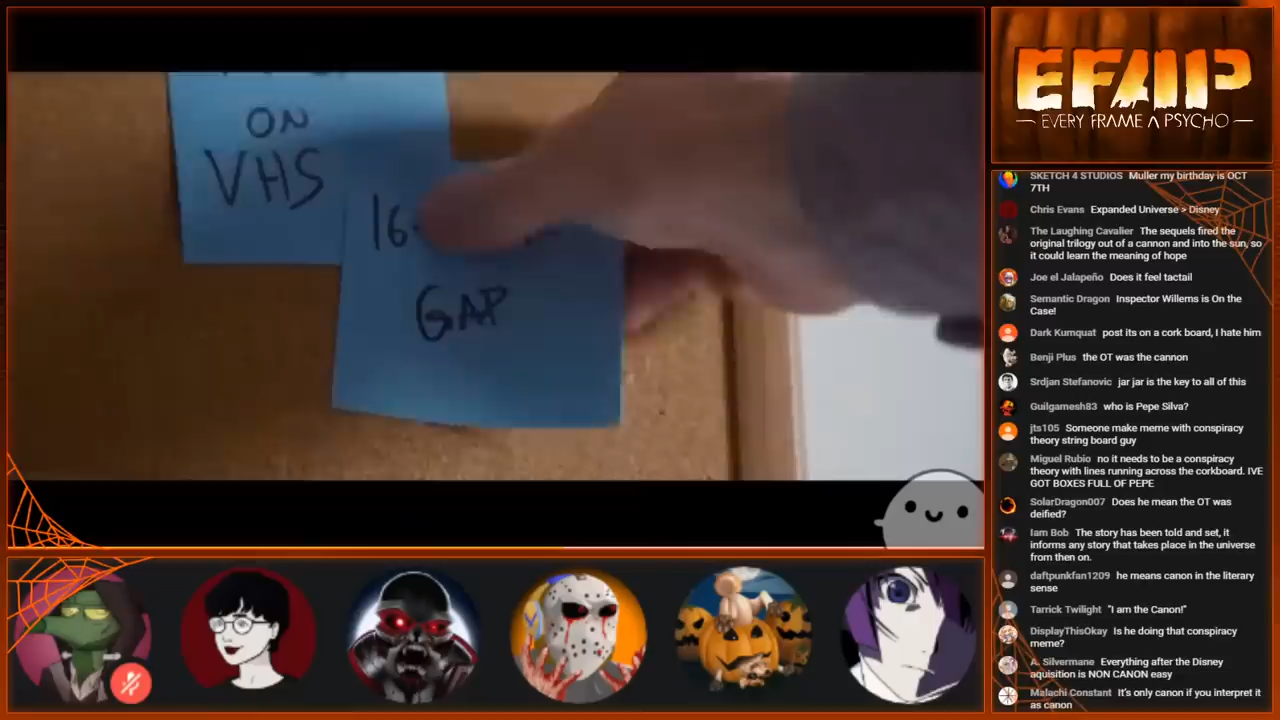 ON
VHS
16
GAP
EFAP
EVERY FRAME A PSYCHO
SKETCH 4 STUDIOS Muller my birthday is OCT
7TH
Chris Evans Expanded Universe > Disney
The Laughing Cavalier The sequels fired the
original trilogy out of a cannon and into the sun, so
it could learn the meaning of hope
Joe el Jalapeño Does it feel tactail
Semantic Dragon Inspector Willems is On the
Case!
Dark Kumquat post its on a cork board, I hate him
Benji Plus the OT was the cannon
Srdjan Stefanovic jar jar is the key to all of this
Guilgamesh83 who is Pepe Silva?
jts105 Someone make meme with conspiracy
theory string board guy
Miguel Rubio no it needs to be a conspiracy
theory with lines running across the corkboard. IVE
GOT BOXES FULL OF PEPE
SolarDragon007 Does he mean the OT was
deified?
Iam Bob The story has been told and set, it
informs any story that takes place in the universe
from then on.
daftpunkfan1209 he means canon in the literary
sense
Tarrick Twilight "I am the Canon!"
DisplayThisOkay Is he doing that conspiracy
meme?
A. Silvermane Everything after the Disney
aquisition is NON CANON easy
Malachi Constant It's only canon if you interpret it
as canon